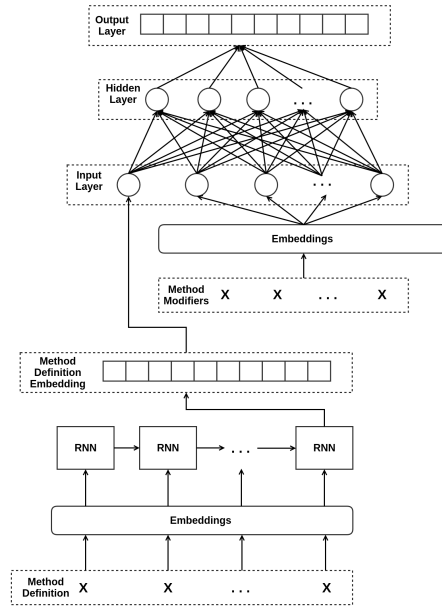 Output
Layer
Hidden
Layer
. . .
Input
Layer
. . .
Embeddings
Method
Modifiers X X . . . X
Method
Definition
Embedding
RNN RNN . . . RNN
Embeddings
Method
Definition X X . . . X